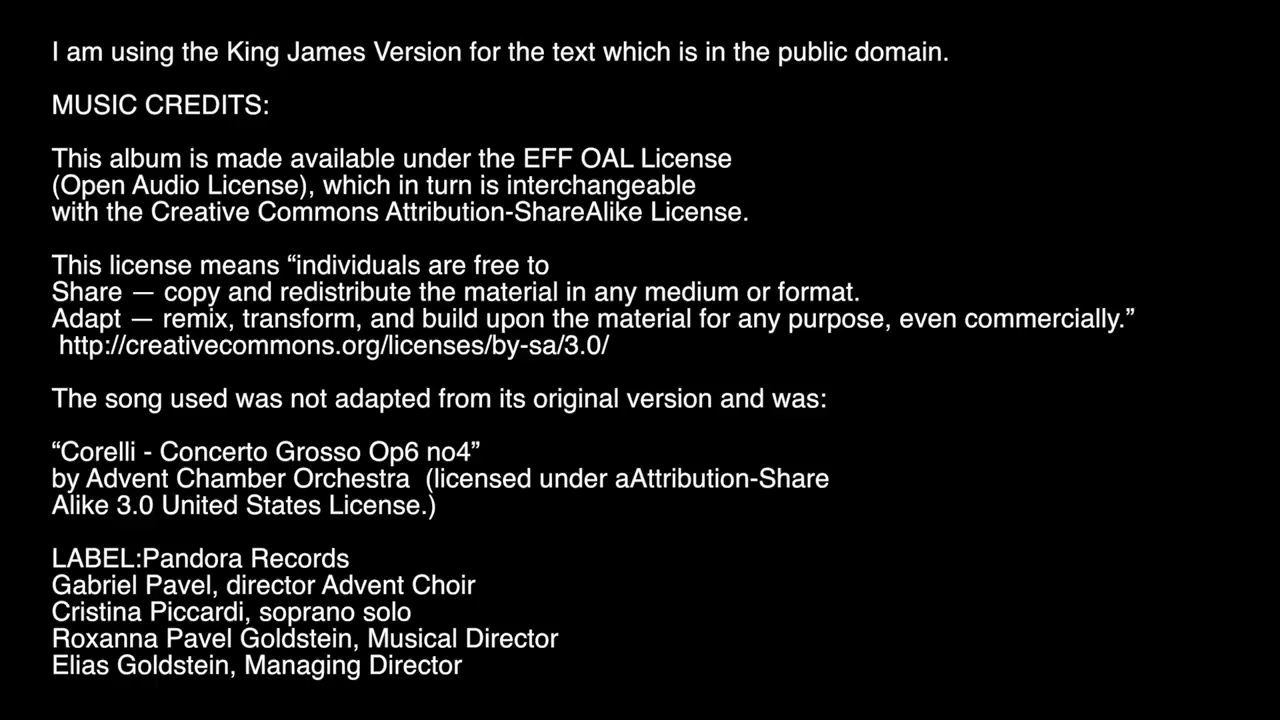 I am using the King James Version for the text which is in the public domain.
MUSIC CREDITS:
This album is made available under the EFF OAL License
(Open Audio License), which in turn is interchangeable
with the Creative Commons Attribution-ShareAlike License.
This license means “individuals are free to
Share — copy and redistribute the material in any medium or format.
Adapt — remix, transform, and build upon the material for any purpose, even commercially.”
http://creativecommons.org/licenses/by-sa/3.0/
The song used was not adapted from its original version and was:
“Corelli - Concerto Grosso Op6 no4”
by Advent Chamber Orchestra  (licensed under aAttribution-Share
Alike 3.0 United States License.)
LABEL:Pandora Records
Gabriel Pavel, director Advent Choir
Cristina Piccardi, soprano solo
Roxanna Pavel Goldstein, Musical Director
Elias Goldstein, Managing Director